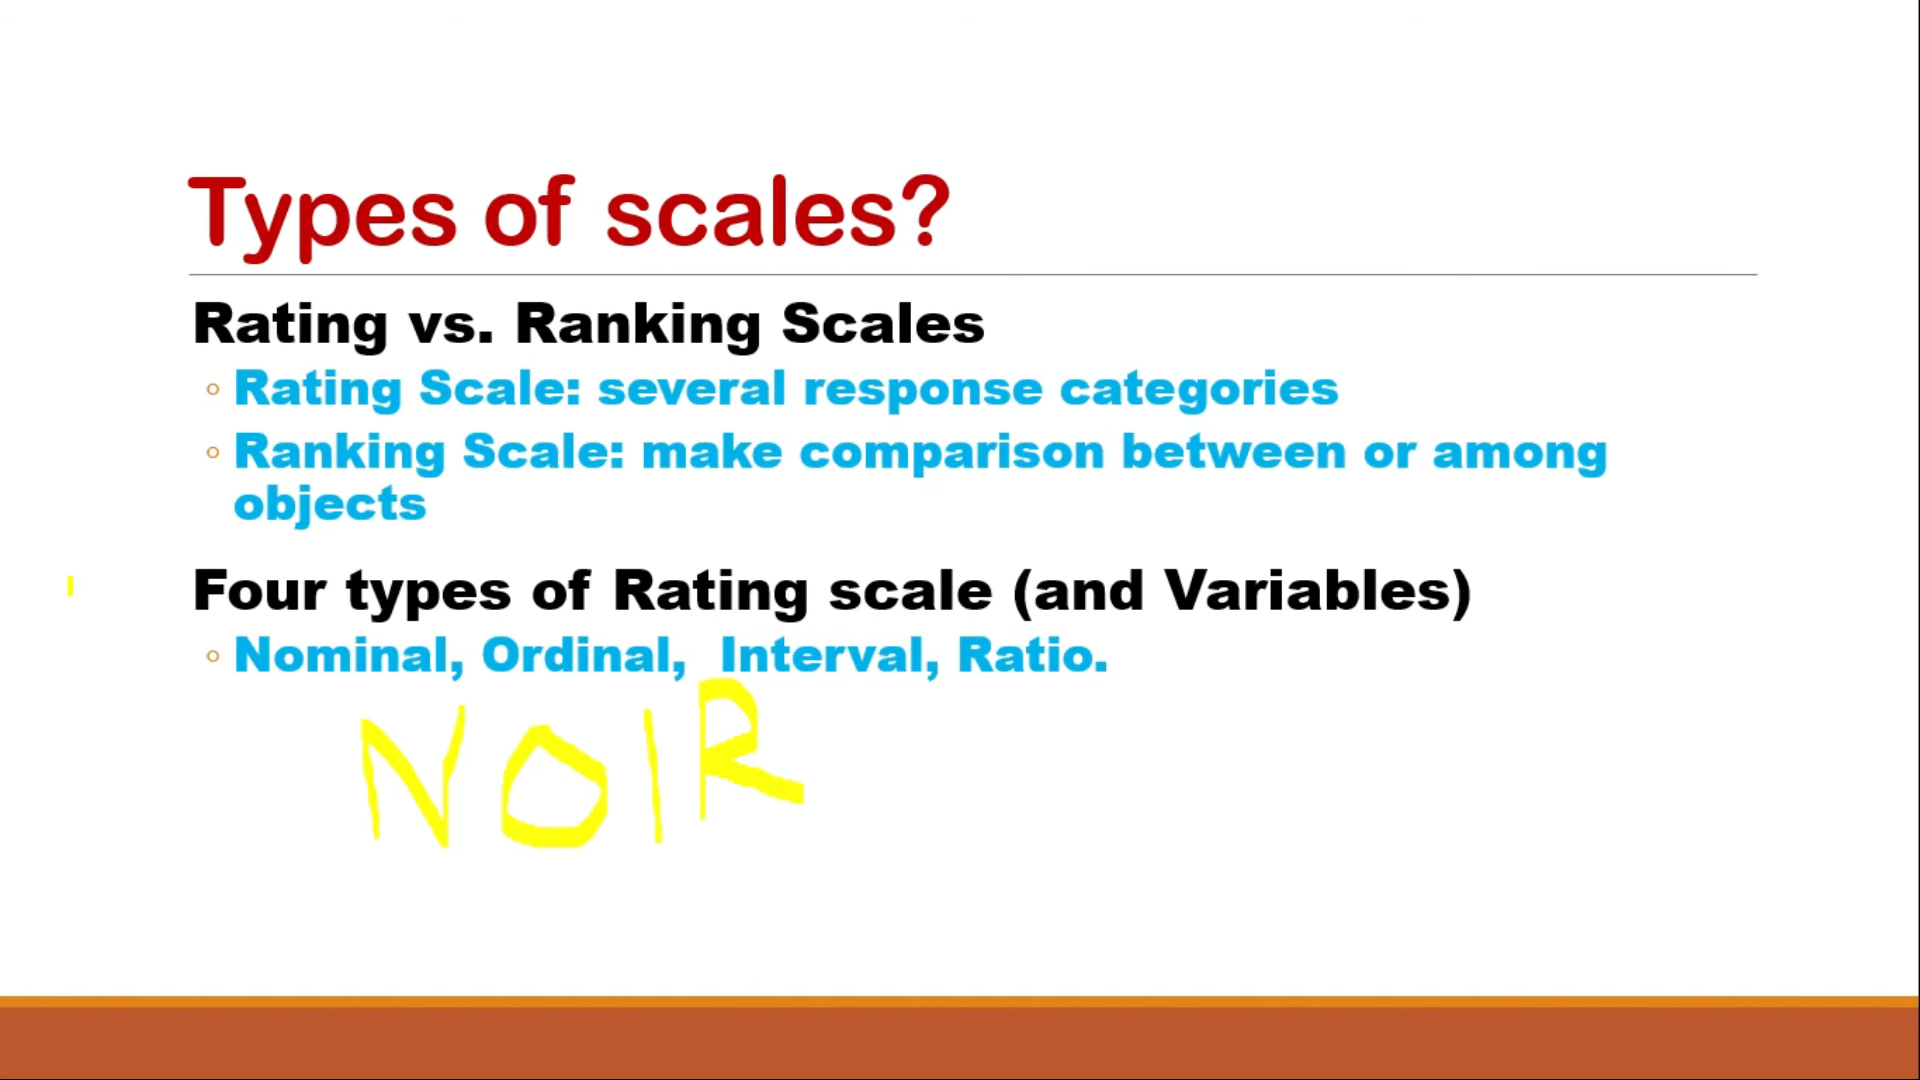 Types of scales?
Rating vs. Ranking Scales
◦ Rating Scale: several response categories
◦ Ranking Scale: make comparison between or among
objects
Four types of Rating scale (and Variables)
◦ Nominal, Ordinal, Interval, Ratio.
NOIR